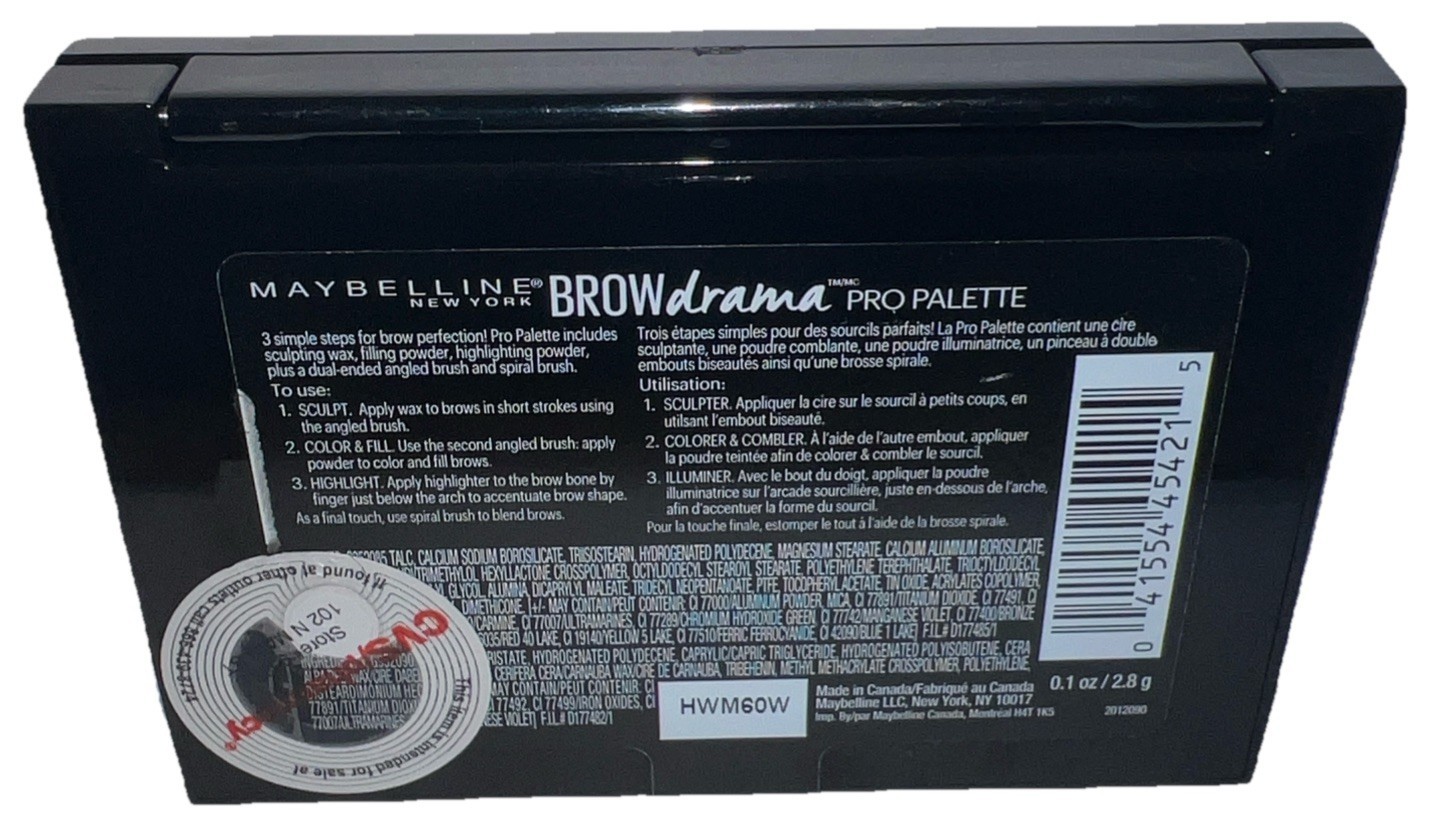 MAYBELLINE®
NEW YORK
BROWdrama™/MC PRO PALETTE
3 simple steps for brow perfection! Pro Palette includes
sculpting wax, filling powder, highlighting powder,
plus a dual-ended angled brush and spiral brush.
To use:
1. SCULPT. Apply wax to brows in short strokes using
the angled brush.
2. COLOR & FILL. Use the second angled brush: apply
powder to color and fill brows.
3. HIGHLIGHT. Apply highlighter to the brow bone by
finger just below the arch to accentuate brow shape.
As a final touch, use spiral brush to blend brows.
Trois étapes simples pour des sourcils parfaits! La Pro Palette contient une cire
sculptante, une poudre comblante, une poudre illuminatrice, un pinceau à double
embouts biseautés ainsi qu'une brosse spirale.
Utilisation:
1. SCULPTER. Appliquer la cire sur le sourcil à petits coups, en
utilsant l'embout biseauté.
2. COLORER & COMBLER. À l'aide de l'autre embout, appliquer
la poudre teintée afin de colorer & combler le sourcil.
3. ILLUMINER. Avec le bout du doigt, appliquer la poudre
illuminatrice sur l'arcade sourcillière, juste en-dessous de l'arche,
afin d'accentuer la forme du sourcil.
Pour la touche finale, estomper le tout à l'aide de la brosse spirale.
TALC, CALCIUM SODIUM BOROSILICATE, TRIISOSTEARIN, HYDROGENATED POLYDECENE, MAGNESIUM STEARATE, CALCIUM ALUMINUM BOROSILICATE,
HEXYLLACTONE CROSSPOLYMER, OCTYLDODECYL STEAROYL STEARATE, POLYETHYLENE TEREPHTHALATE, TRIOCTYLDODECYL
GLYCOL, ALUMINA, DICAPRYLYL MALEATE, TRIDECYL NEOPENTANOATE, PTFE, TOCOPHERYL ACETATE, TIN OXIDE, ACRYLATES COPOLYMER,
DIMETHICONE, [+/- MAY CONTAIN/PEUT CONTENIR: CI 77000/ALUMINUM POWDER, MICA, CI 77891/TITANIUM DIOXIDE, CI 77491, CI
/CARMINE, CI 77007/ULTRAMARINES, CI 77289/CHROMIUM HYDROXIDE GREEN, CI 77742/MANGANESE VIOLET, CI 77400/BRONZE
/RED 40 LAKE, CI 19140/YELLOW 5 LAKE, CI 77510/FERRIC FERROCYANIDE, CI 42090/BLUE 1 LAKE] F.I.L.# D177485/1
HYDROGENATED POLYDECENE, CAPRYLIC/CAPRIC TRIGLYCERIDE, HYDROGENATED POLYISOBUTENE, CERA
CERIFERA CERA/CARNAUBA WAX/CIRE DE CARNAUBA, TRIBEHENIN, METHYL METHACRYLATE CROSSPOLYMER, POLYETHYLENE,
MAY CONTAIN/PEUT CONTENIR: CI
77492, CI 77499/IRON OXIDES, CI
VIOLET] F.I.L.# D177482/1
HWM60W
Made in Canada/Fabriqué au Canada
Maybelline LLC, New York, NY 10017
Imp. By/par Maybelline Canada, Montréal H4T 1K5
0.1 oz / 2.8 g
2012090
0 41554 45421 5
CVS/pharmacy®
This item is intended for sale at
If found at other outlets call
Store
102 N
77891/TITANIUM
77007/ULTRAMARINES